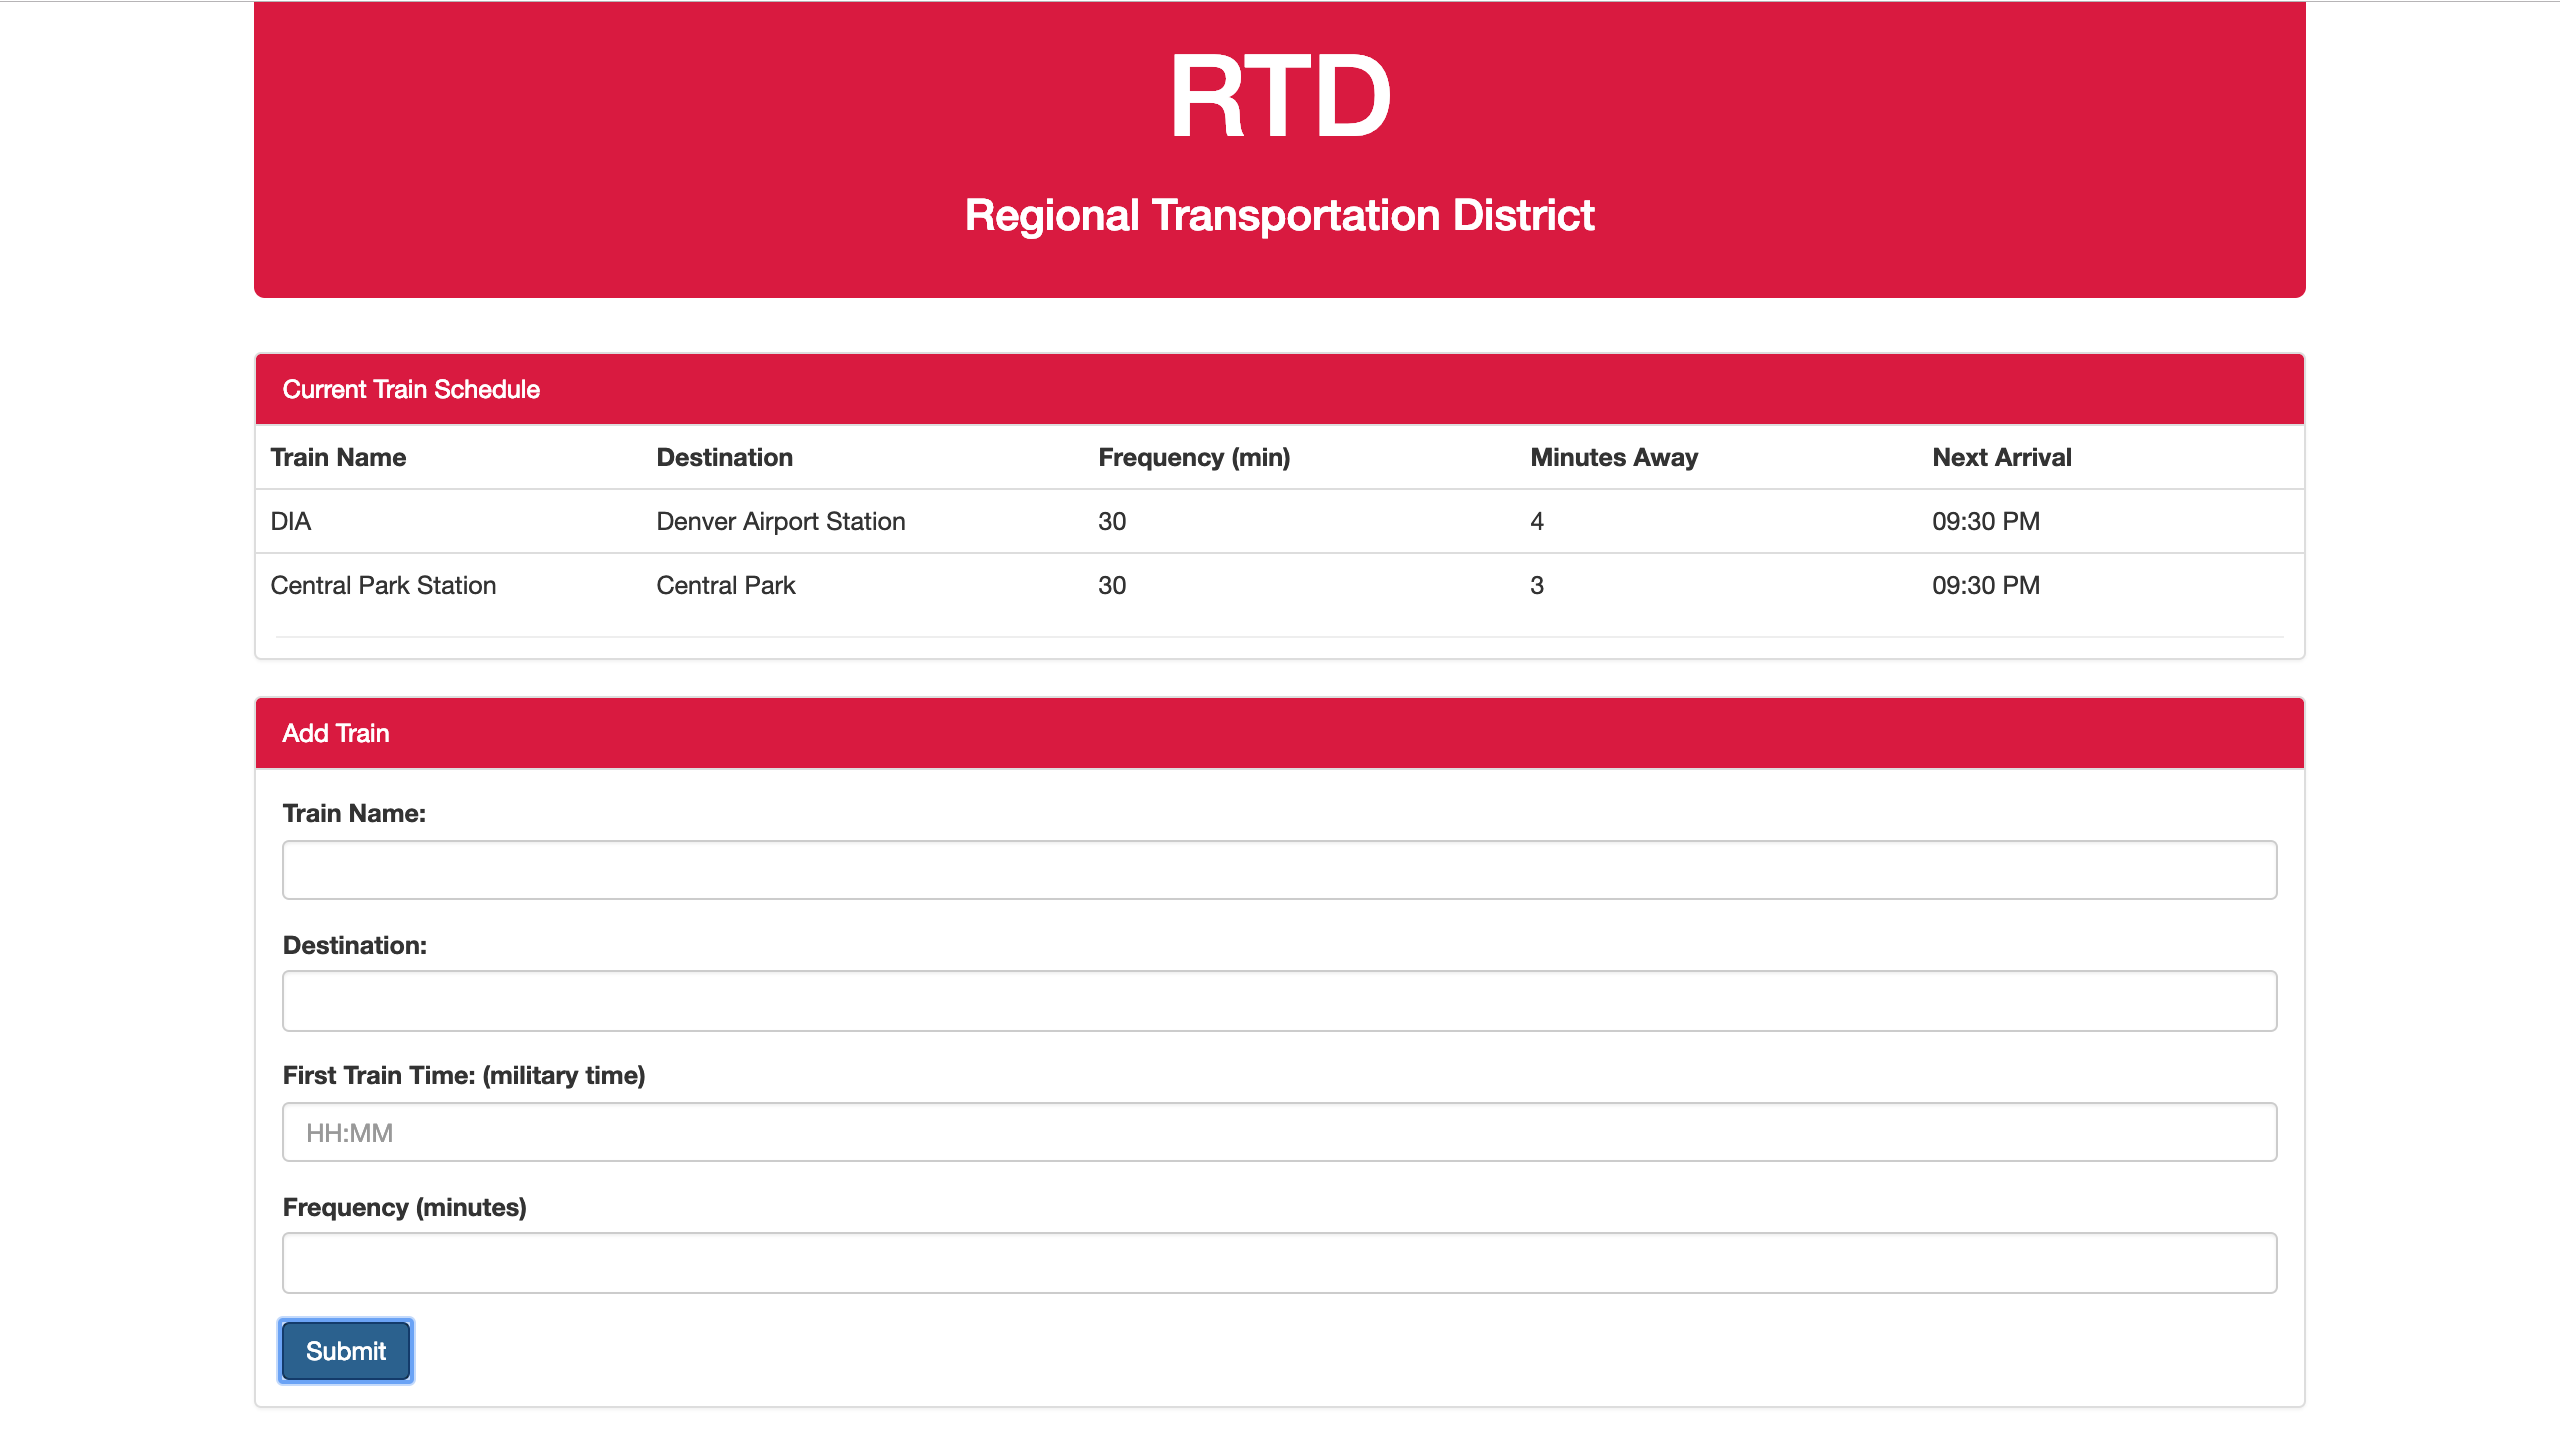 RTD
Regional Transportation District
Current Train Schedule
Train Name Destination Frequency (min) Minutes Away Next Arrival
DIA Denver Airport Station 30 4 09:30 PM
Central Park Station Central Park 30 3 09:30 PM
Add Train
Train Name:
Destination:
First Train Time: (military time)
HH:MM
Frequency (minutes)
Submit